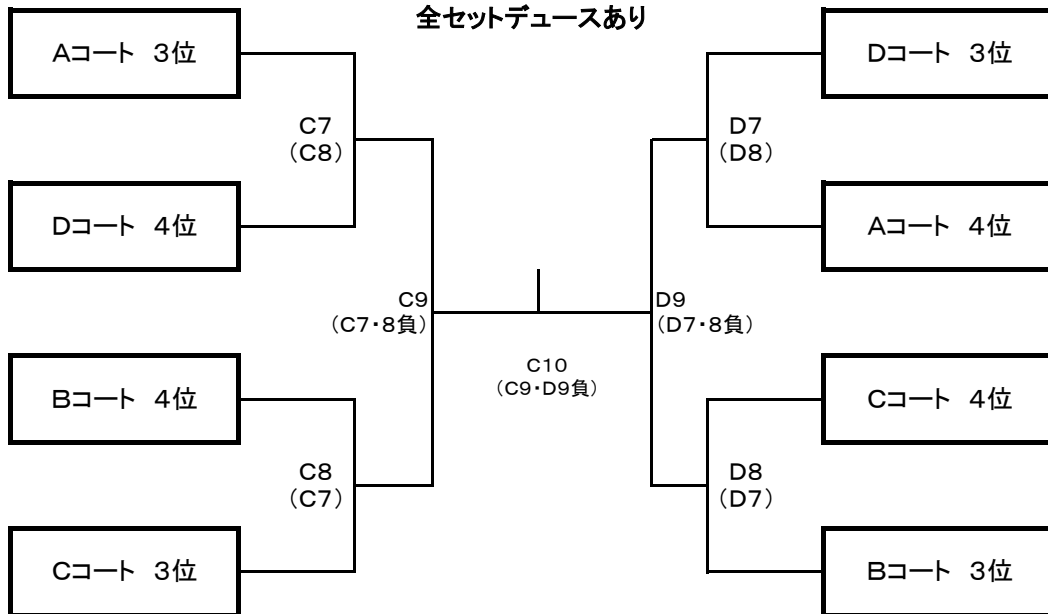 全セットデュースあり
Aコート ３位
Dコート ３位
C7
（C8）
D7
（D8）
Dコート ４位
Aコート ４位
C9
（C7・8負）
D9
（D7・8負）
C10
（C9・D9負）
Bコート ４位
Cコート ４位
C8
（C7）
D8
（D7）
Cコート ３位
Bコート ３位